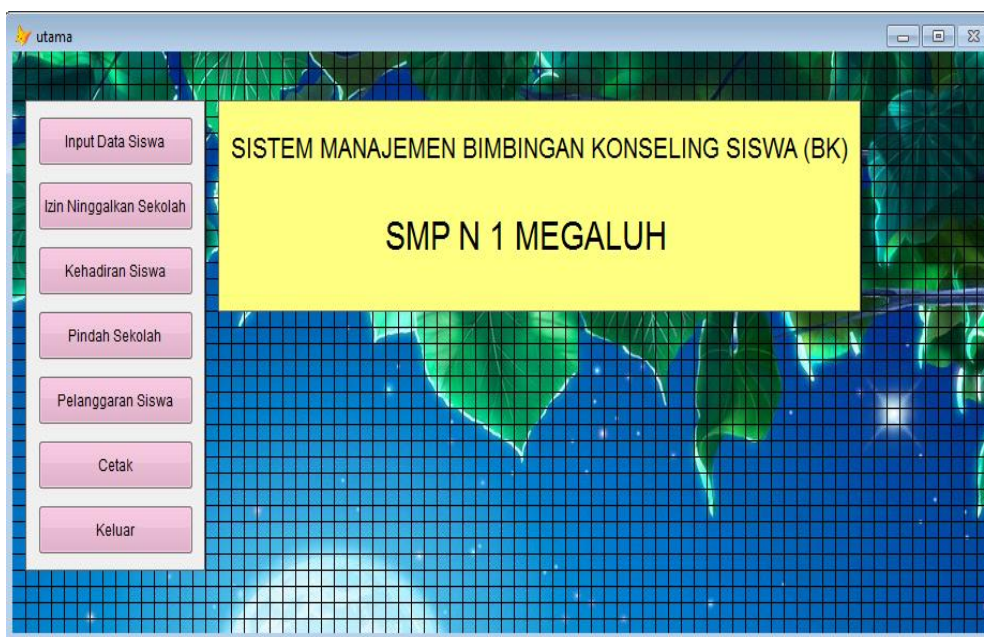 utama
Input Data Siswa
Izin Ninggalkan Sekolah
Kehadiran Siswa
Pindah Sekolah
Pelanggaran Siswa
Cetak
Keluar
SISTEM MANAJEMEN BIMBINGAN KONSELING SISWA (BK)
SMP N 1 MEGALUH